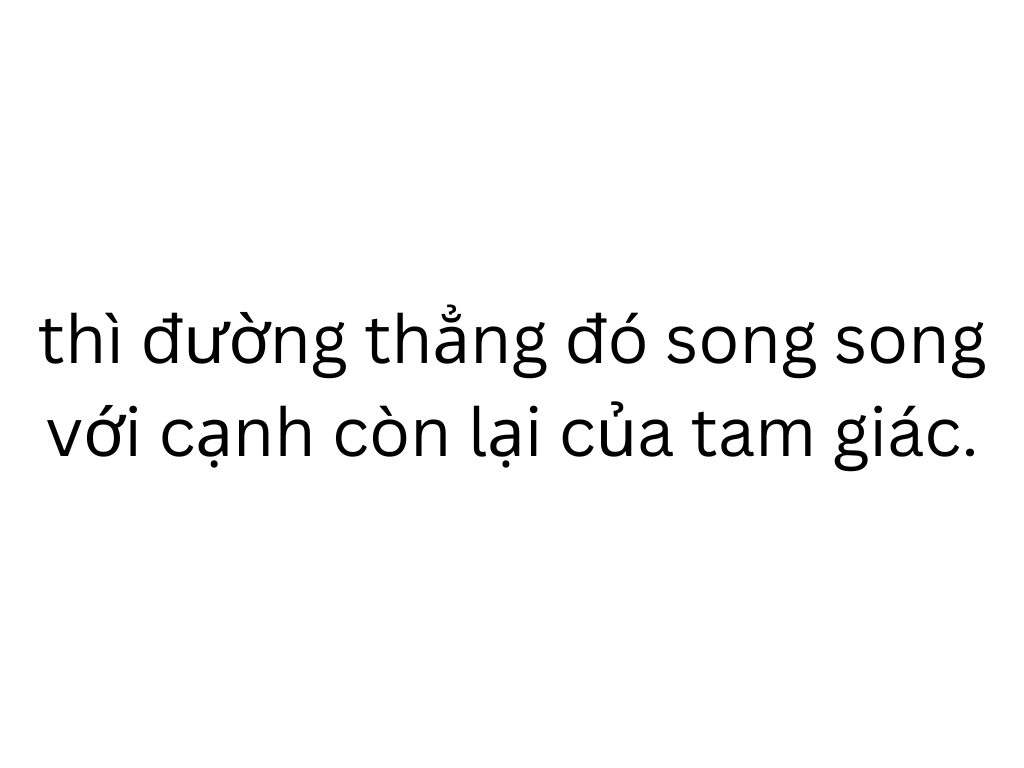 thì đường thẳng đó song song
với cạnh còn lại của tam giác.